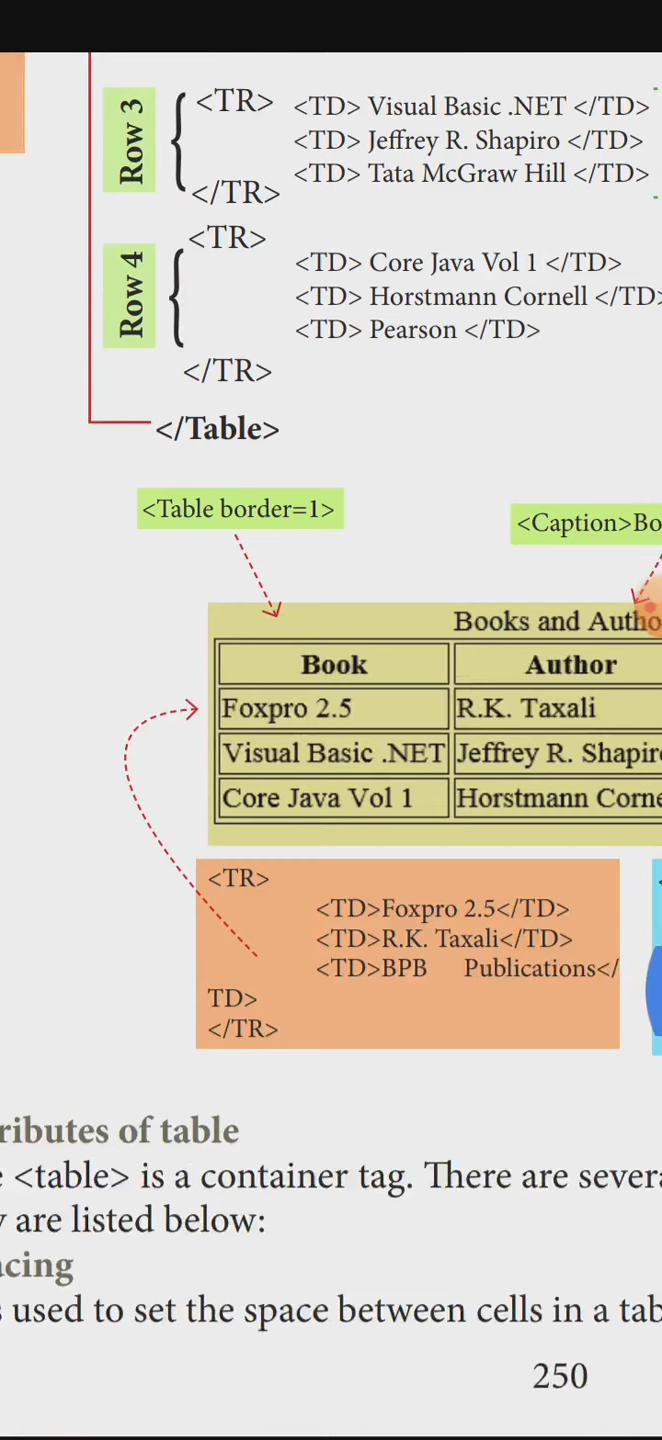 Row 3
<TR>
<TD> Visual Basic .NET </TD>
<TD> Jeffrey R. Shapiro </TD>
<TD> Tata McGraw Hill </TD>
</TR>
Row 4
<TR>
<TD> Core Java Vol 1 </TD>
<TD> Horstmann Cornell </TD>
<TD> Pearson </TD>
</TR>
</Table>
<Table border=1>
<Caption>Bo
Books and Autho
Book Author
Foxpro 2.5 R.K. Taxali
Visual Basic .NET Jeffrey R. Shapiro
Core Java Vol 1 Horstmann Corne
<TR>
<TD>Foxpro 2.5</TD>
<TD>R.K. Taxali</TD>
<TD>BPB Publications</
TD>
</TR>
ributes of table
e <table> is a container tag. There are severa
y are listed below:
acing
s used to set the space between cells in a tab
250